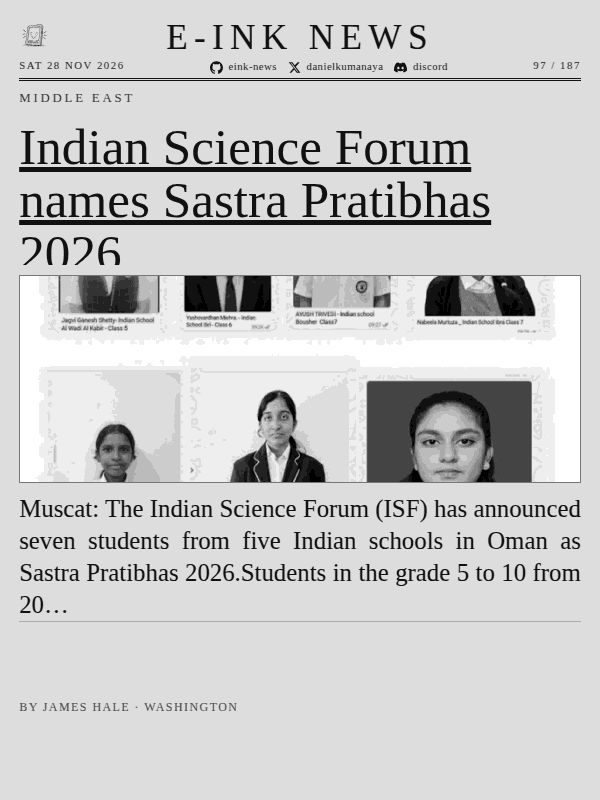 E-INK NEWS
SAT 28 NOV 2026
eink-news danielkumanaya discord
97 / 187
MIDDLE EAST
Indian Science Forum
names Sastra Pratibhas
2026
Jagvi Ganesh Shetty- Indian School
Al Wadi Al Kabir - Class 5
Yashovardhan Mehra - Indian
School Ibri - Class 6
AYUSH TRIVESH - Indian school
Bousher Class7
Nabeela Murtuza _ Indian School Ibra Class 7
Muscat: The Indian Science Forum (ISF) has announced
seven students from five Indian schools in Oman as
Sastra Pratibhas 2026.Students in the grade 5 to 10 from
20…
BY JAMES HALE · WASHINGTON